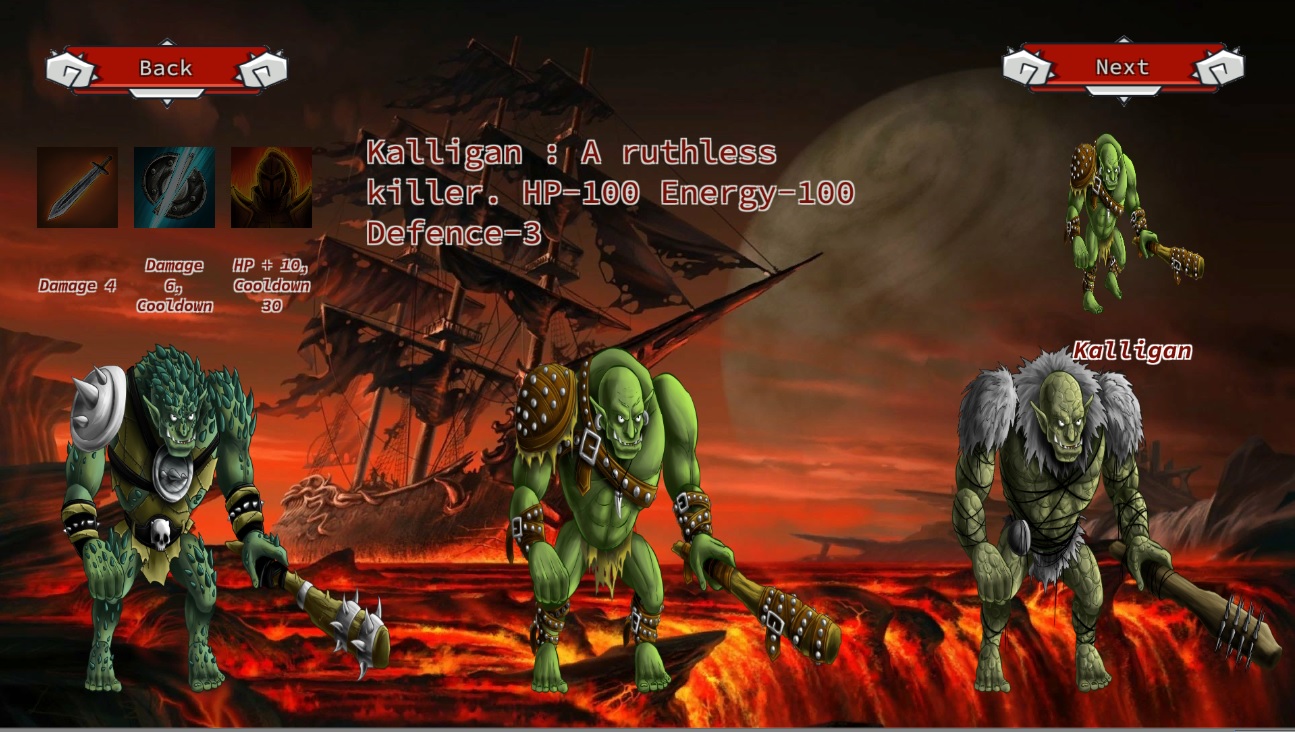 Back
Next
Kalligan : A ruthless
killer. HP-100 Energy-100
Defence-3
Damage 4
Damage
6,
Cooldown
HP + 10,
Cooldown
30
Kalligan